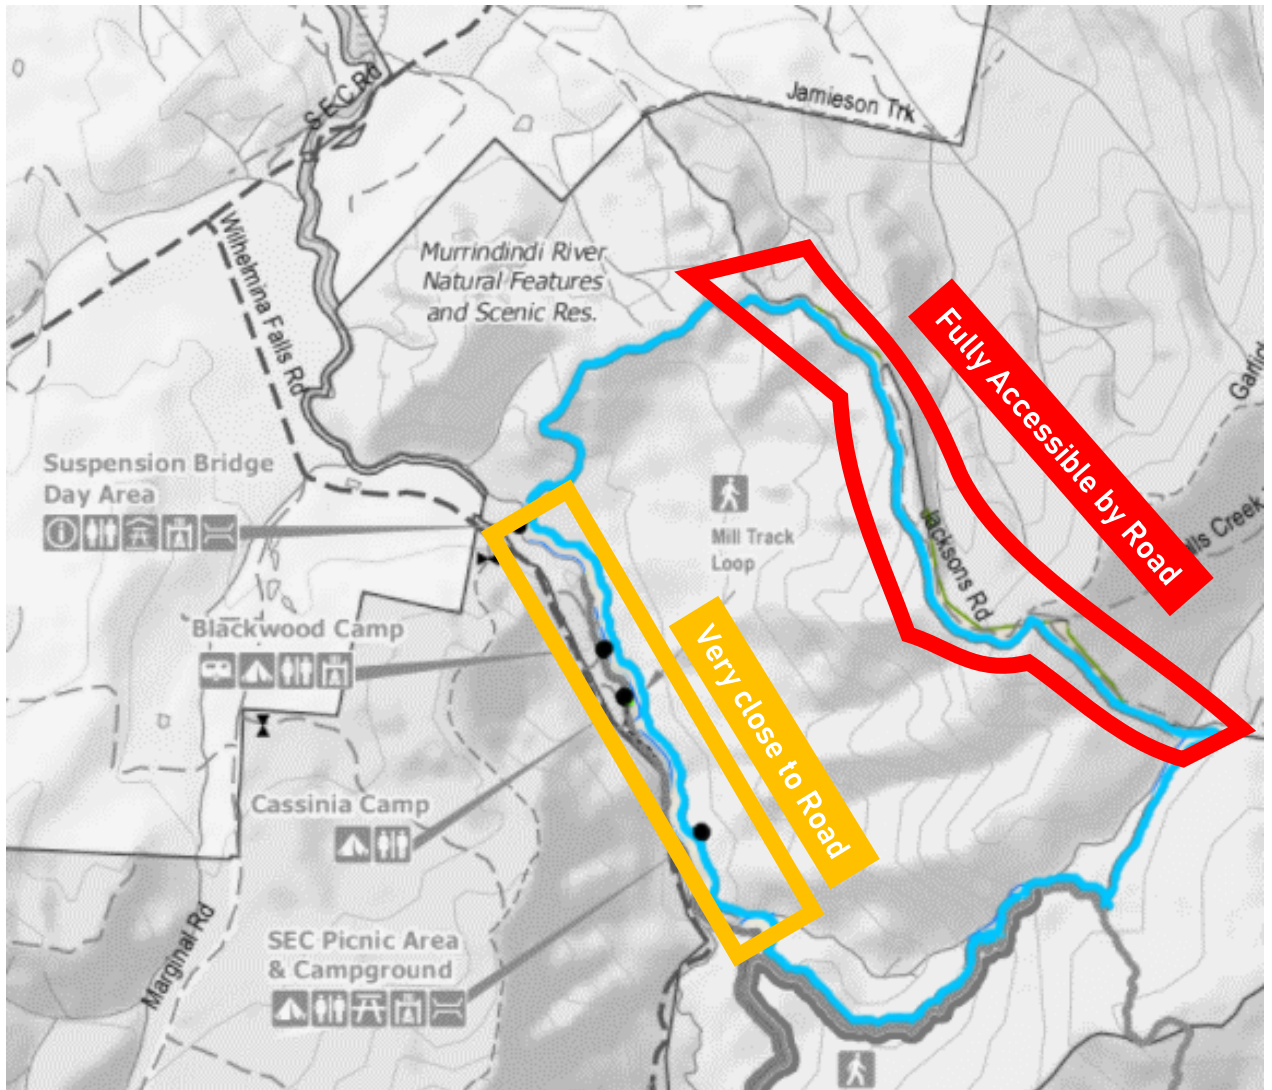 S.E.C Rd
Jamieson Trk
Wilhelmina Falls Rd
Murrindindi River
Natural Features
and Scenic Res.
Fully Accessible by Road
Suspension Bridge
Day Area
Mill Track
Loop
Jacksons Rd
Blackwood Camp
Very close to Road
Cassinia Camp
Marginal Rd
SEC Picnic Area
& Campground
Creek